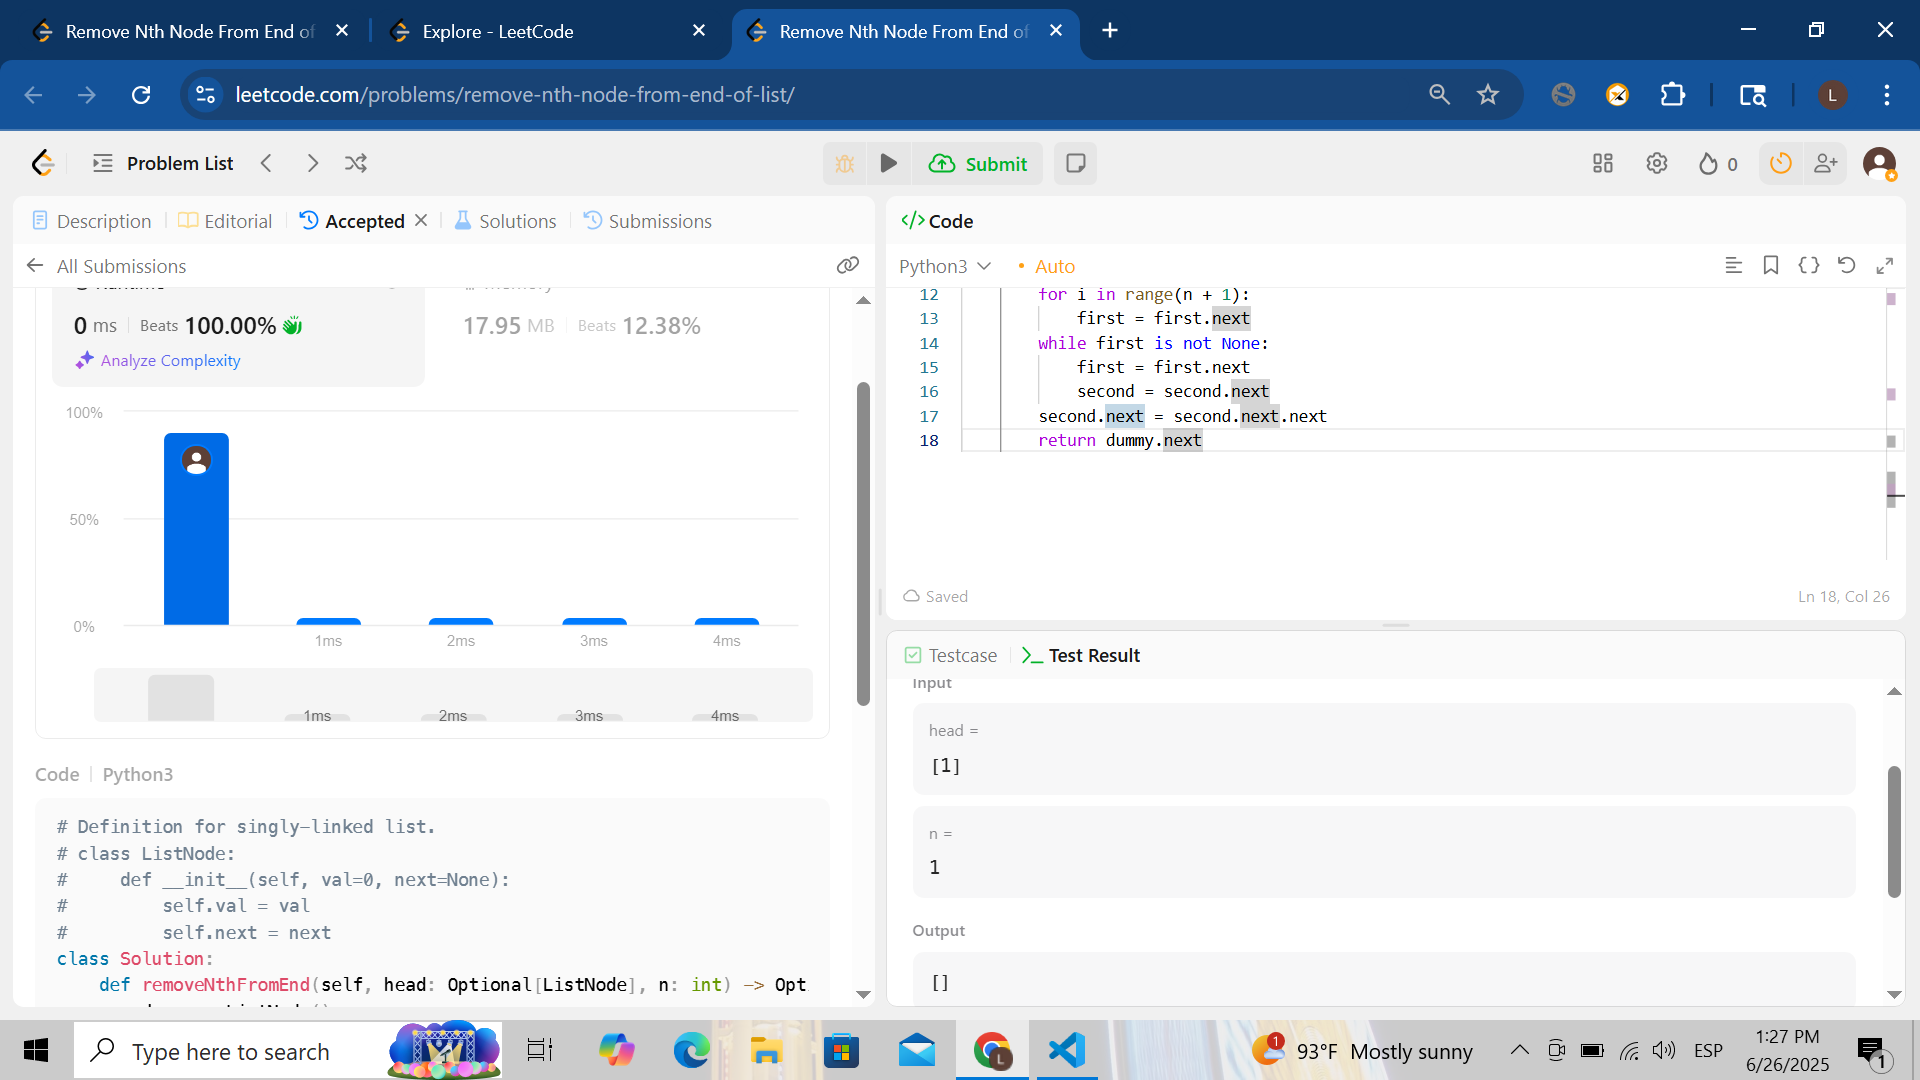 Remove Nth Node From End of
Explore - LeetCode
Remove Nth Node From End of
leetcode.com/problems/remove-nth-node-from-end-of-list/
L
Problem List
Submit
0
Description
Editorial
Accepted
Solutions
Submissions
All Submissions
0 ms
Beats 100.00%
17.95 MB
Beats 12.38%
Analyze Complexity
100%
50%
0%
1ms
2ms
3ms
4ms
1ms
2ms
3ms
4ms
Code
Python3
# Definition for singly-linked list.
# class ListNode:
#     def __init__(self, val=0, next=None):
#         self.val = val
#         self.next = next
class Solution:
    def removeNthFromEnd(self, head: Optional[ListNode], n: int) -> Opt
</> Code
Python3
Auto
12 for i in range(n + 1):
13     first = first.next
14 while first is not None:
15     first = first.next
16     second = second.next
17 second.next = second.next.next
18 return dummy.next
Saved
Ln 18, Col 26
Testcase
Test Result
Input
head =
[1]
n =
1
Output
[]
Type here to search
L
1
93°F Mostly sunny
ESP
1:27 PM
6/26/2025
1